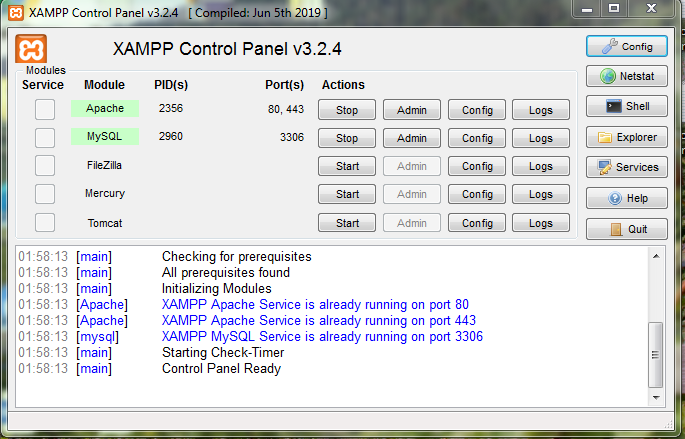 XAMPP Control Panel v3.2.4 [ Compiled: Jun 5th 2019 ]
XAMPP Control Panel v3.2.4
Config
Modules
Service Module PID(s) Port(s) Actions
Netstat
Apache 2356 80, 443 Stop Admin Config Logs
Shell
MySQL 2960 3306 Stop Admin Config Logs
Explorer
FileZilla Start Admin Config Logs
Services
Mercury Start Admin Config Logs
Help
Tomcat Start Admin Config Logs
Quit
01:58:13 [main] Checking for prerequisites
01:58:13 [main] All prerequisites found
01:58:13 [main] Initializing Modules
01:58:13 [Apache] XAMPP Apache Service is already running on port 80
01:58:13 [Apache] XAMPP Apache Service is already running on port 443
01:58:13 [mysql] XAMPP MySQL Service is already running on port 3306
01:58:13 [main] Starting Check-Timer
01:58:13 [main] Control Panel Ready